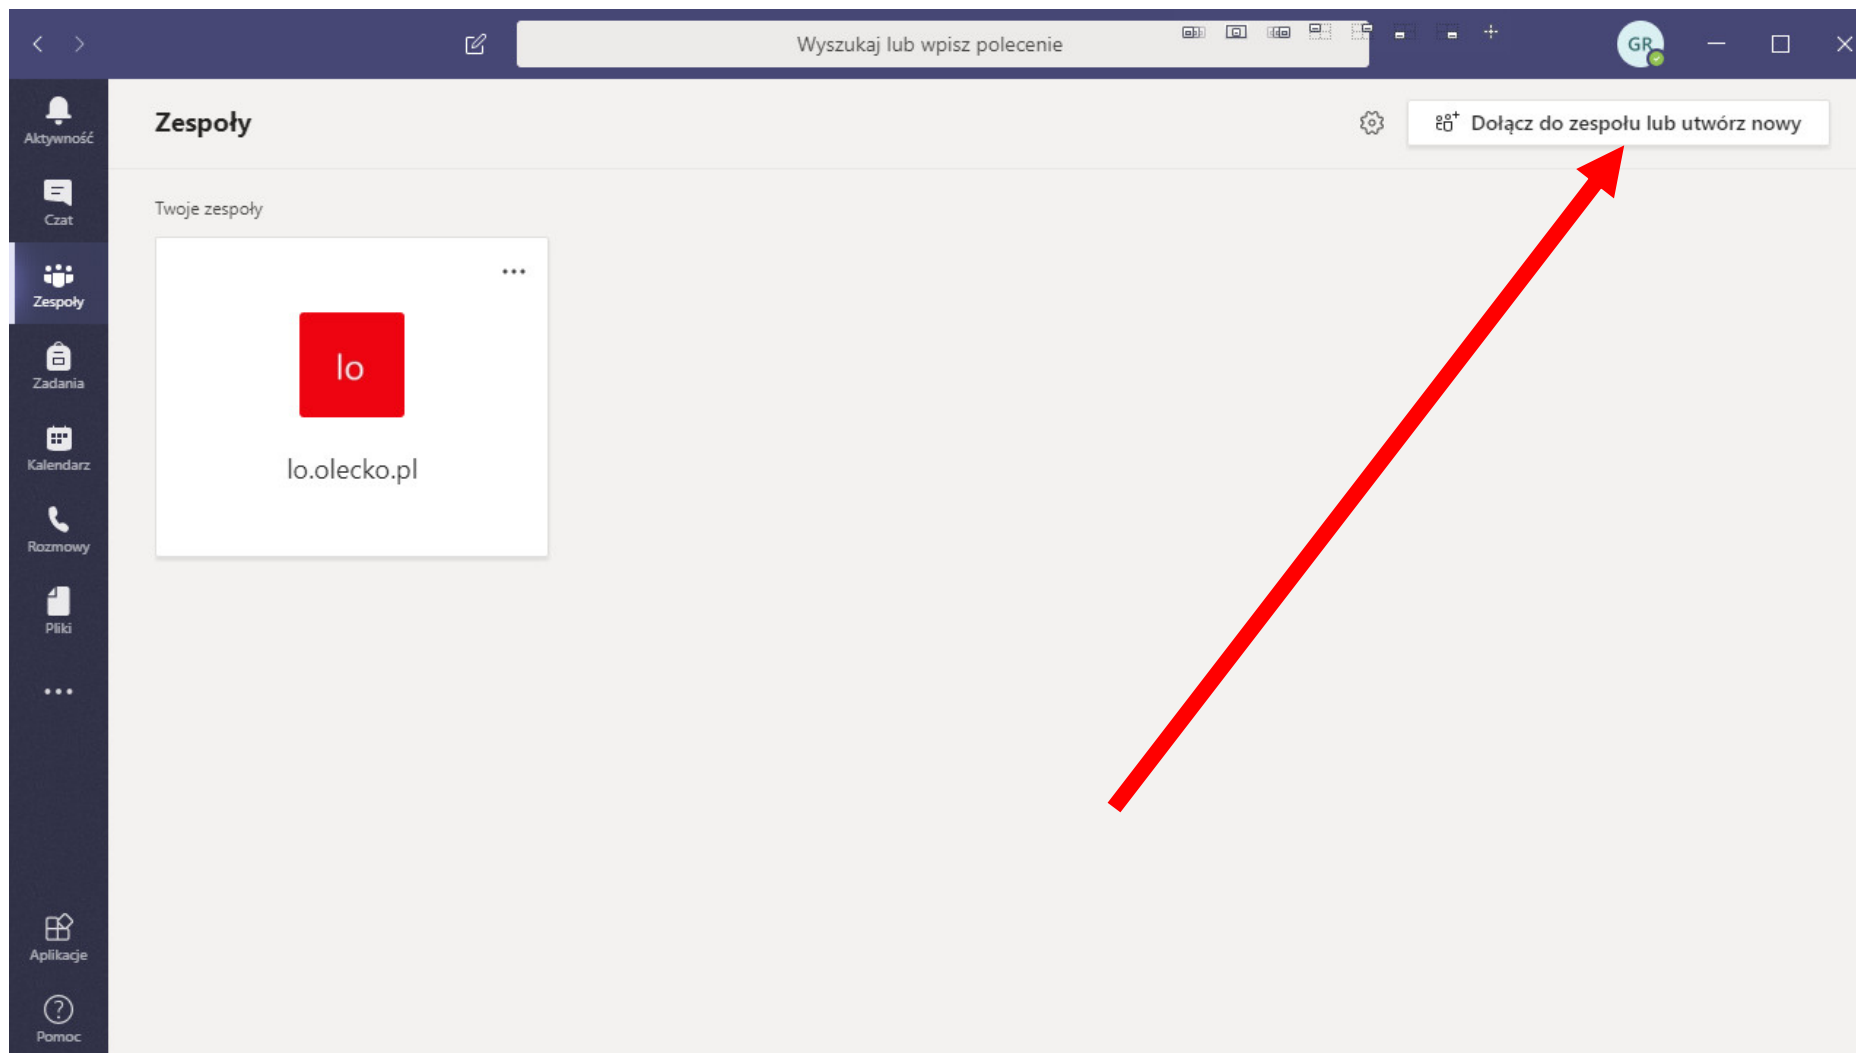 Wyszukaj lub wpisz polecenie
GR
Aktywność
Zespoły
Dołącz do zespołu lub utwórz nowy
Czat
Twoje zespoły
Zespoły
lo
Zadania
Kalendarz
lo.olecko.pl
Rozmowy
Pliki
Aplikacje
Pomoc